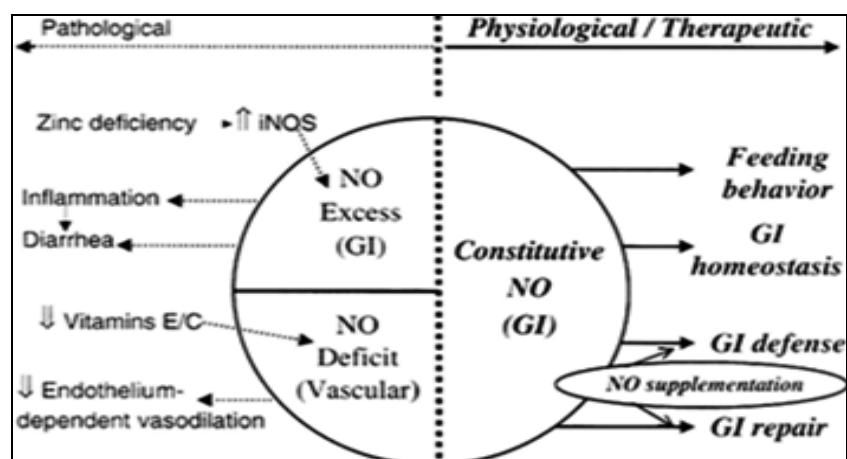 Pathological
Physiological / Therapeutic
Zinc deficiency
⇑ iNOS
Inflammation
Diarrhea
NO
Excess
(GI)
⇓ Vitamins E/C
NO
Deficit
(Vascular)
⇓ Endothelium-
dependent vasodilation
Constitutive
NO
(GI)
Feeding
behavior
GI
homeostasis
GI defense
NO supplementation
GI repair